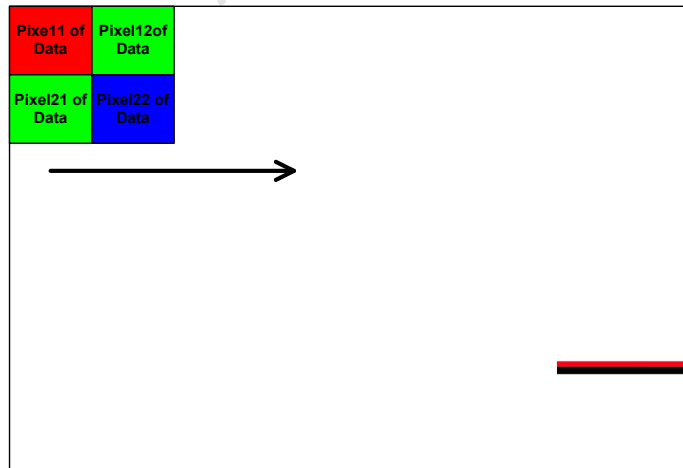 Pixe11 of Pixel12of
Data Data
Pixel21 of Pixel22 of
Data Data